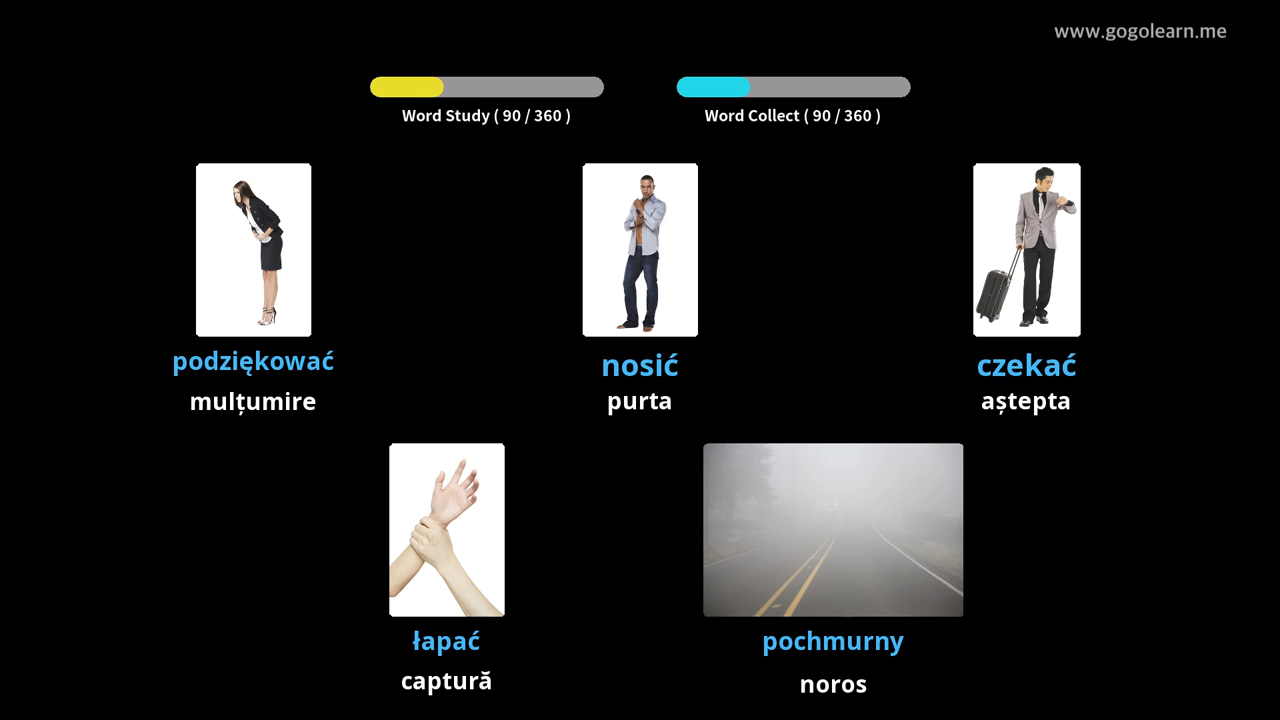 www.gogolearn.me
Word Study ( 90 / 360 )
Word Collect ( 90 / 360 )
podziękować
nosić
czekać
mulțumire
purta
aștepta
łapać
pochmurny
captură
noros